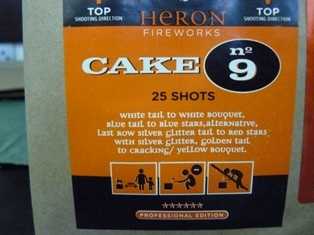 TOP
SHOOTING DIRECTION
HERON
FIREWORKS
TOP
SHOOTING DIRECTION
CAKE nº 9
25 SHOTS
WHITE TAIL TO WHITE BOUQUET,
BLUE TAIL TO BLUE STARS,ALTERNATIVE,
LAST ROW SILVER GLITTER TAIL TO RED STARS
WITH SILVER GLITTER, GOLDEN TAIL
TO CRACKING/ YELLOW BOUQUET.
PROFESSIONAL EDITION